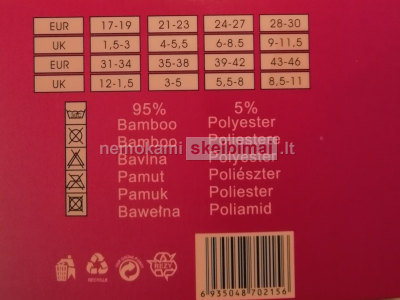 EUR 17-19 21-23 24-27 28-30
UK 1,5-3 4-5,5 6-8.5 9-11,5
EUR 31-34 35-38 39-42 43-46
UK 12-1,5 3-5 5,5-8 8,5-11
95% 5%
Bamboo Polyester
Bamboo Poliestere
nemokami skelbimai.lt
Bavlna Polyester
Pamut Poliészter
Pamuk Poliester
Bawełna Poliamid
RECYCLE
6 935048 702156